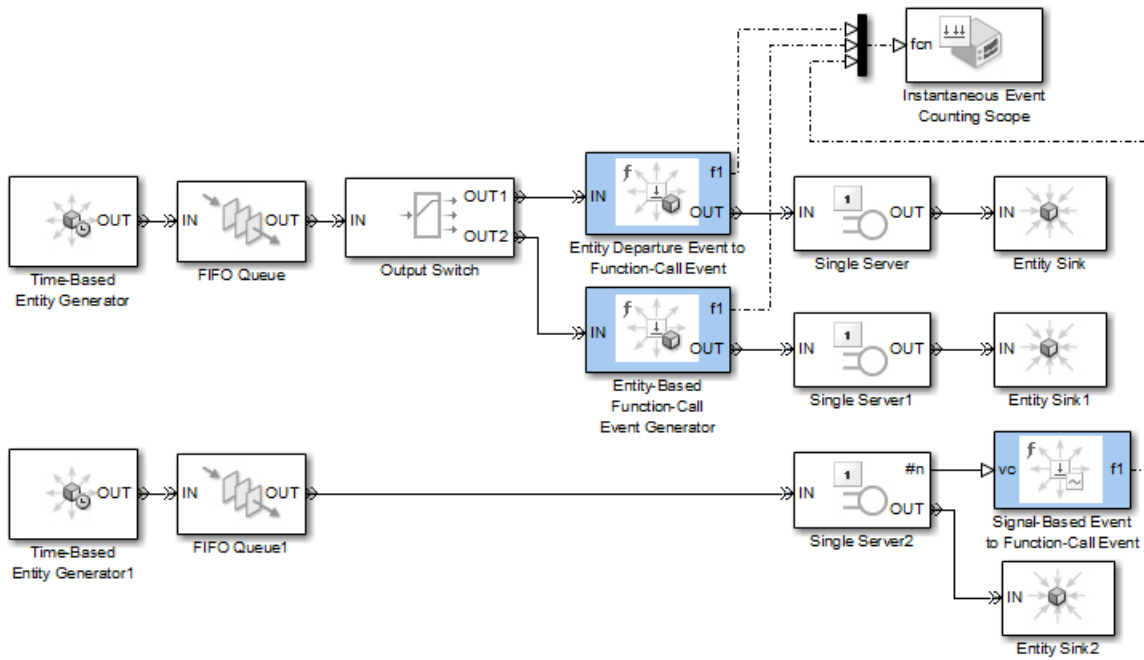 fcn
Instantaneous Event
Counting Scope
OUT
Time-Based
Entity Generator
IN
OUT
FIFO Queue
IN
OUT1
OUT2
Output Switch
IN
f1
OUT
Entity Departure Event to
Function-Call Event
1
IN
OUT
Single Server
IN
Entity Sink
IN
f1
OUT
Entity-Based
Function-Call
Event Generator
1
IN
OUT
Single Server1
IN
Entity Sink1
OUT
Time-Based
Entity Generator1
IN
OUT
FIFO Queue1
1
IN
#n
OUT
Single Server2
vc
f1
Signal-Based Event
to Function-Call Event
IN
Entity Sink2